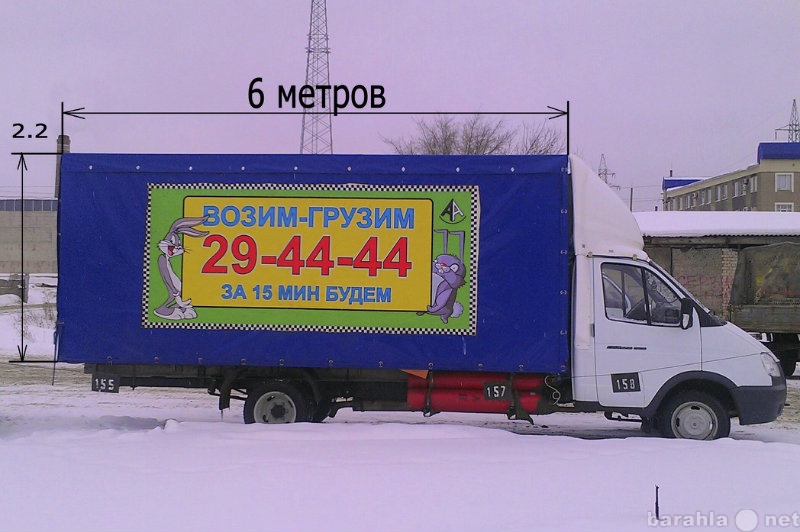 6 метров
2.2
ВОЗИМ-ГРУЗИМ
29-44-44
ЗА 15 МИН БУДЕМ
155
157
158
barahla net